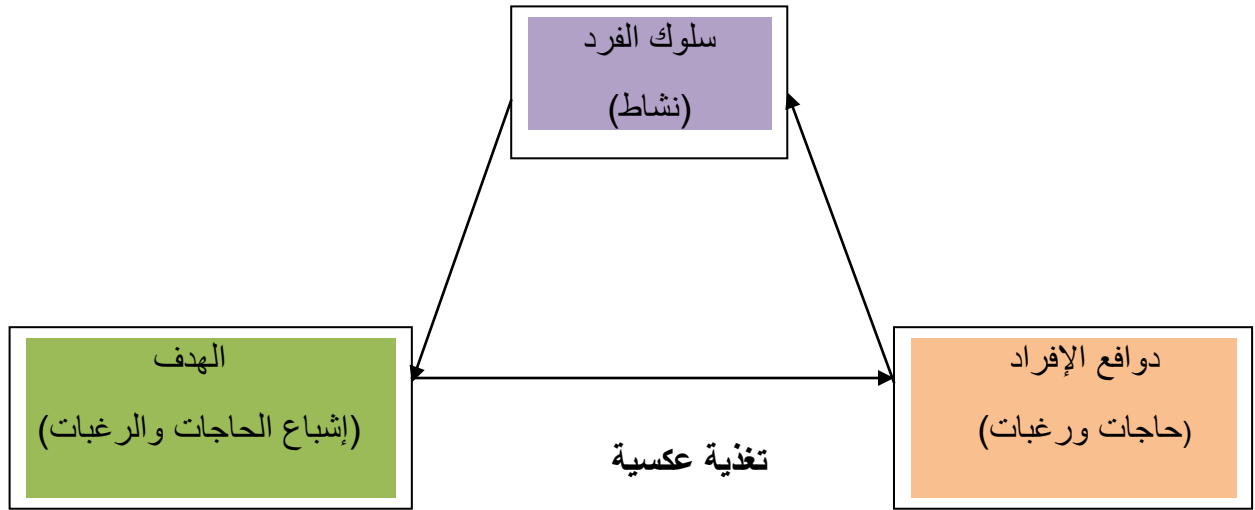 سلوك الفرد
(نشاط)
دوافع الإفراد
(حاجات ورغبات)
الهدف
(إشباع الحاجات والرغبات)
تغذية عكسية